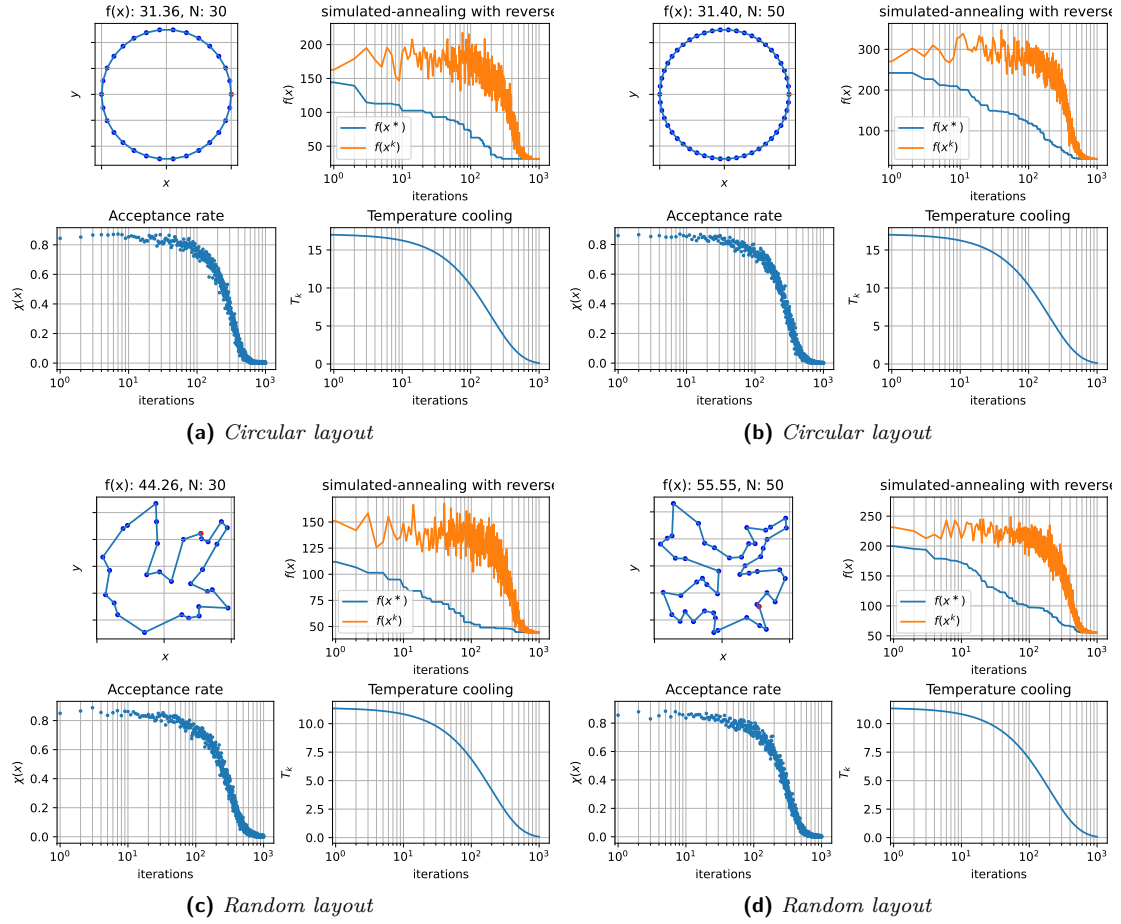 f(x): 31.36, N: 30
y
x
simulated-annealing with reverse
f(x)
200
150
100
50
f(x*)
f(x^k)
10^0 10^1 10^2 10^3
iterations
Acceptance rate
χ(x)
0.8
0.6
0.4
0.2
0.0
10^0 10^1 10^2 10^3
iterations
Temperature cooling
T_k
15
10
5
0
10^0 10^1 10^2 10^3
iterations
(a) Circular layout
f(x): 31.40, N: 50
y
x
simulated-annealing with reverse
f(x)
300
200
100
f(x*)
f(x^k)
10^0 10^1 10^2 10^3
iterations
Acceptance rate
χ(x)
0.8
0.6
0.4
0.2
0.0
10^0 10^1 10^2 10^3
iterations
Temperature cooling
T_k
15
10
5
0
10^0 10^1 10^2 10^3
iterations
(b) Circular layout
f(x): 44.26, N: 30
y
x
simulated-annealing with reverse
f(x)
150
125
100
75
50
f(x*)
f(x^k)
10^0 10^1 10^2 10^3
iterations
Acceptance rate
χ(x)
0.8
0.6
0.4
0.2
0.0
10^0 10^1 10^2 10^3
iterations
Temperature cooling
T_k
10.0
7.5
5.0
2.5
0.0
10^0 10^1 10^2 10^3
iterations
(c) Random layout
f(x): 55.55, N: 50
y
x
simulated-annealing with reverse
f(x)
250
200
150
100
50
f(x*)
f(x^k)
10^0 10^1 10^2 10^3
iterations
Acceptance rate
χ(x)
0.8
0.6
0.4
0.2
0.0
10^0 10^1 10^2 10^3
iterations
Temperature cooling
T_k
10.0
7.5
5.0
2.5
0.0
10^0 10^1 10^2 10^3
iterations
(d) Random layout